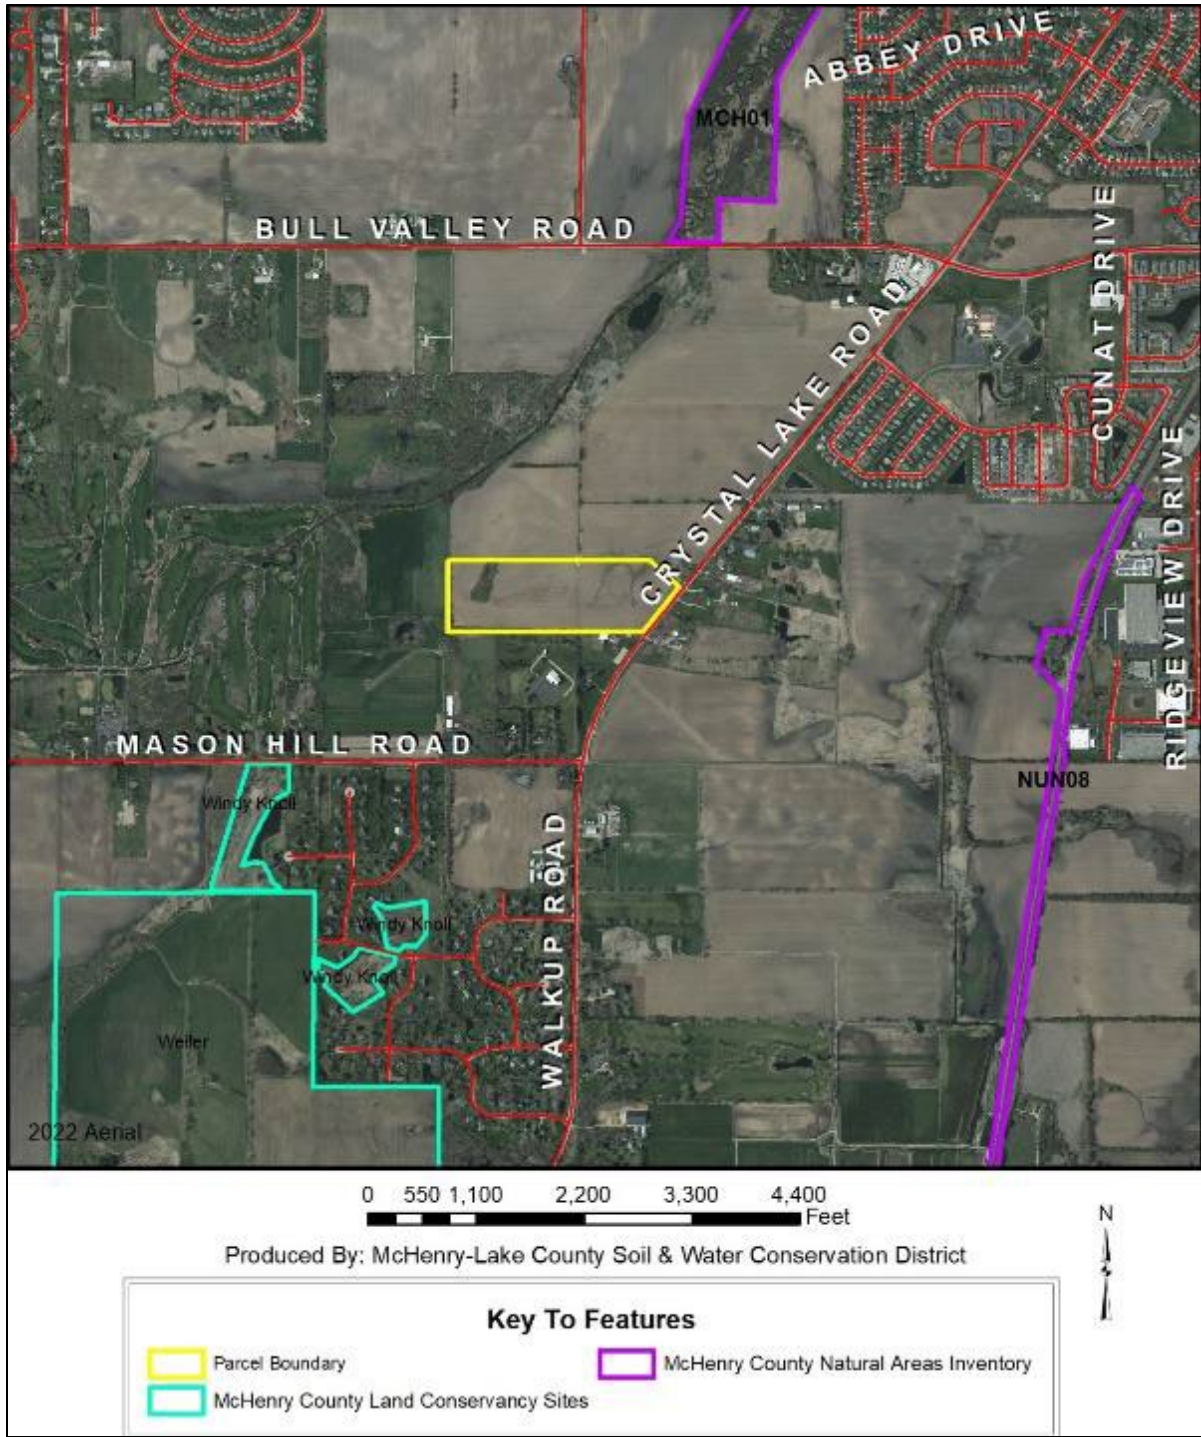 ABBEY DRIVE
MCH01
BULL VALLEY ROAD
CUNAT DRIVE
CRYSTAL LAKE ROAD
RIDGEVIEW DRIVE
MASON HILL ROAD
NUN08
Windy Knoll
WALKUP ROAD
Windy Knoll
Windy Knoll
Weiler
2022 Aerial
0 550 1,100 2,200 3,300 4,400
Feet
N
Produced By: McHenry-Lake County Soil & Water Conservation District
Key To Features
Parcel Boundary
McHenry County Natural Areas Inventory
McHenry County Land Conservancy Sites